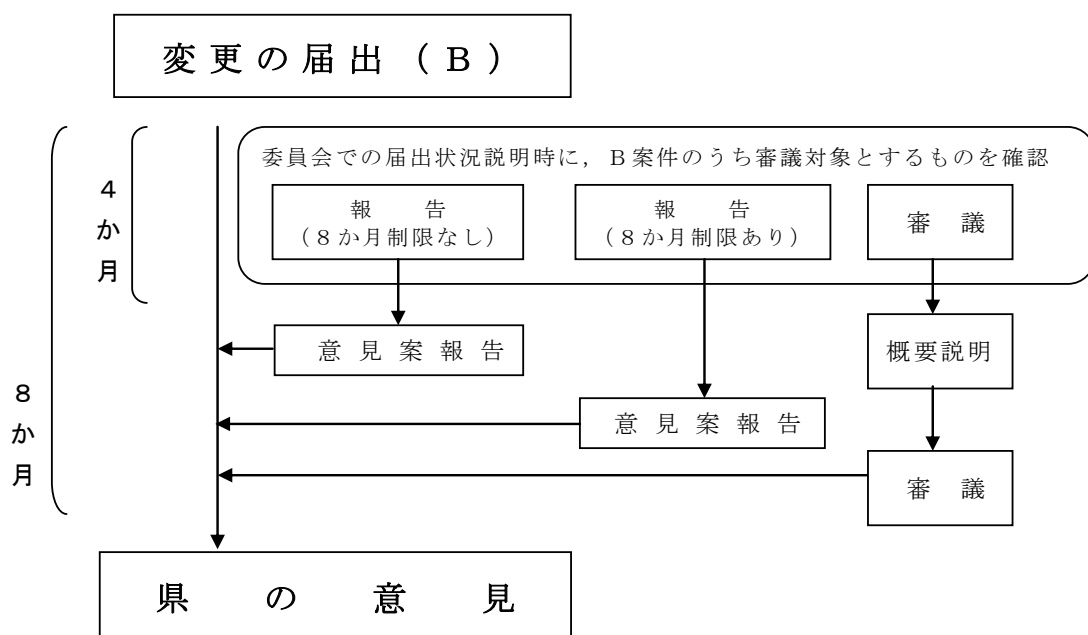 変更の届出（Ｂ）
４か月
８か月
委員会での届出状況説明時に，Ｂ案件のうち審議対象とするものを確認
報　告
（８か月制限なし）
報　告
（８か月制限あり）
審　議
意見案報告
概要説明
意見案報告
審　議
県の意見